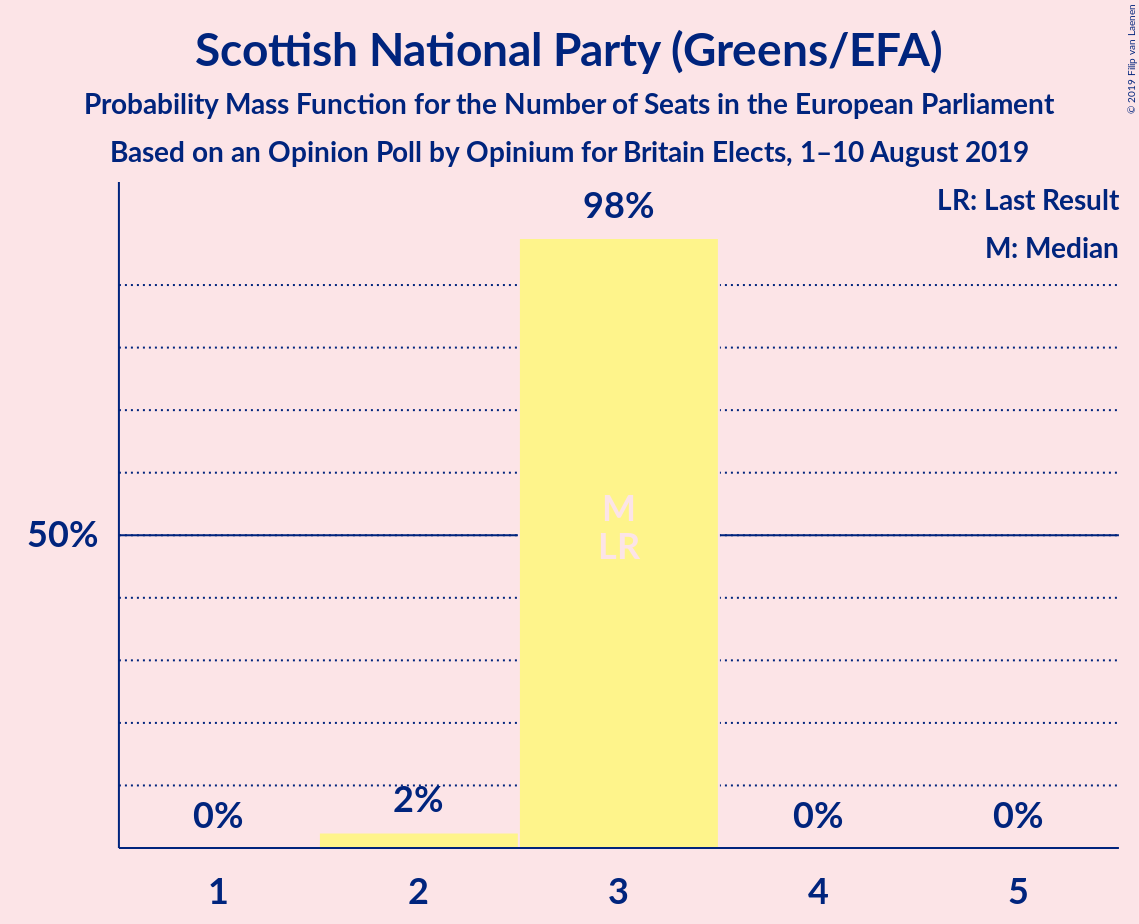 Scottish National Party (Greens/EFA)
Probability Mass Function for the Number of Seats in the European Parliament
Based on an Opinion Poll by Opinium for Britain Elects, 1–10 August 2019
© 2019 Filip van Laenen
LR: Last Result
M: Median
98%
50%
M
LR
0%
2%
0%
0%
1
2
3
4
5